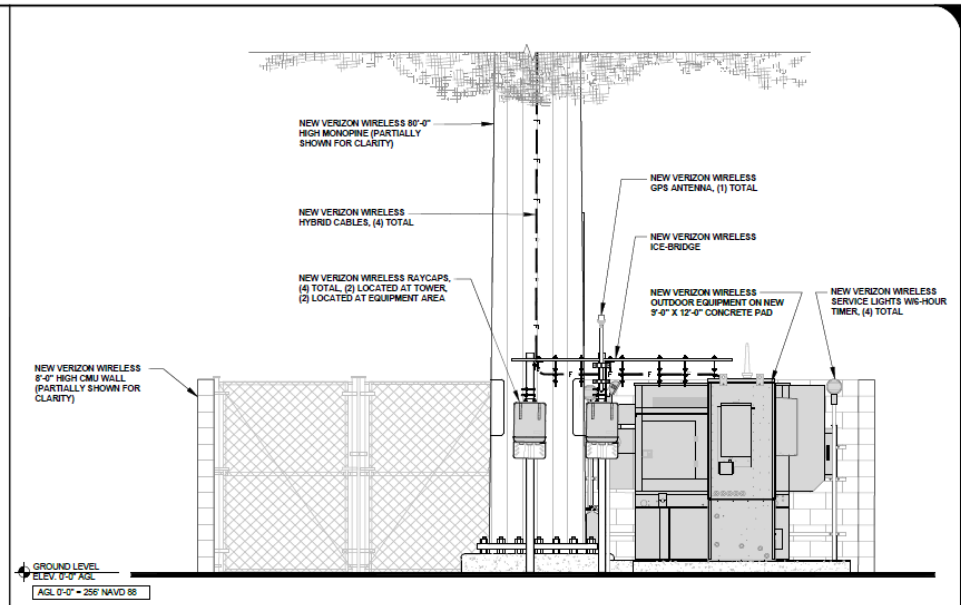 NEW VERIZON WIRELESS 80'-0"
HIGH MONOPINE (PARTIALLY
SHOWN FOR CLARITY)
NEW VERIZON WIRELESS
GPS ANTENNA, (1) TOTAL
NEW VERIZON WIRELESS
HYBRID CABLES, (4) TOTAL
NEW VERIZON WIRELESS
ICE-BRIDGE
NEW VERIZON WIRELESS RAYCAPS,
(4) TOTAL, (2) LOCATED AT TOWER,
(2) LOCATED AT EQUIPMENT AREA
NEW VERIZON WIRELESS
OUTDOOR EQUIPMENT ON NEW
9'-0" X 12'-0" CONCRETE PAD
NEW VERIZON WIRELESS
SERVICE LIGHTS W/6-HOUR
TIMER, (4) TOTAL
NEW VERIZON WIRELESS
8'-0" HIGH CMU WALL
(PARTIALLY SHOWN FOR
CLARITY)
F F F
GROUND LEVEL
ELEV. 0'-0" AGL
AGL 0'-0" = 256' NAVD 88